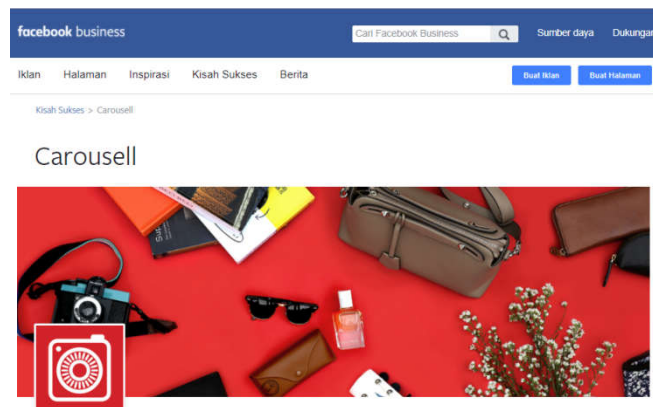 facebook business
Cari Facebook Business
Sumber daya Dukungan
Iklan Halaman Inspirasi Kisah Sukses Berita
Buat Iklan Buat Halaman
Kisah Sukses > Carousell
Carousell